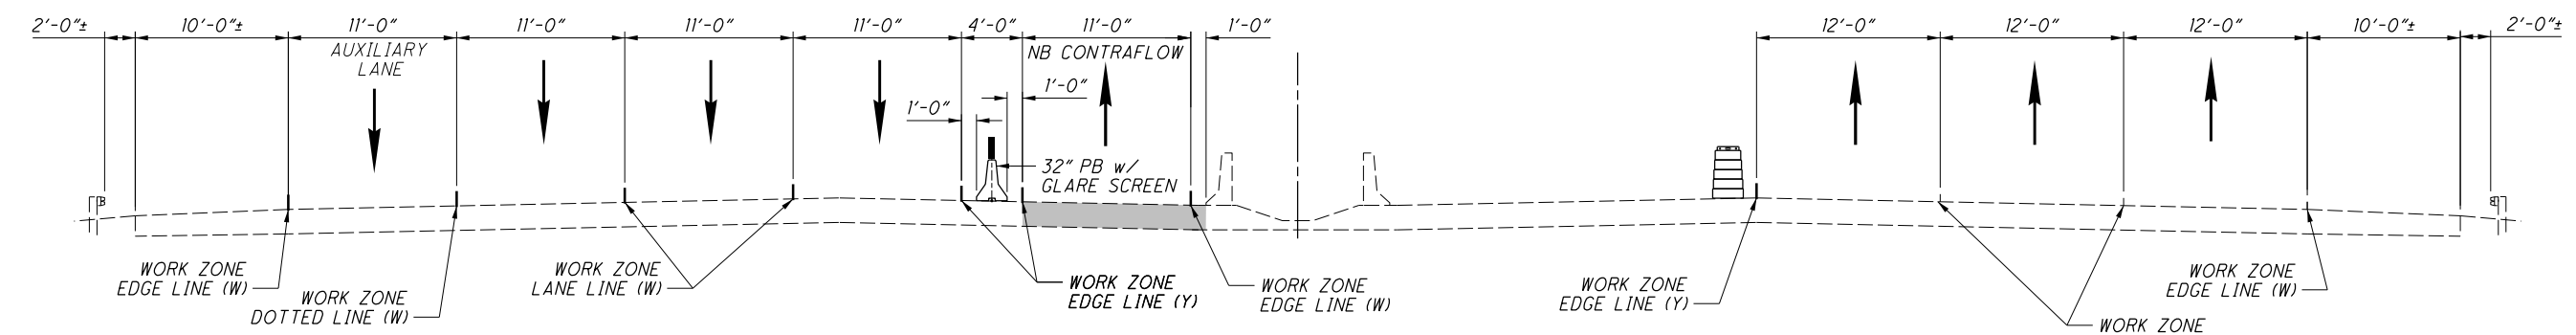 2'-0"±
10'-0"±
11'-0"
11'-0"
11'-0"
11'-0"
4'-0"
11'-0"
1'-0"
12'-0"
12'-0"
12'-0"
10'-0"±
2'-0"±
AUXILIARY
LANE
NB CONTRAFLOW
1'-0"
1'-0"
32" PB w/
GLARE SCREEN
WORK ZONE
EDGE LINE (W)
WORK ZONE
DOTTED LINE (W)
WORK ZONE
LANE LINE (W)
WORK ZONE
EDGE LINE (Y)
WORK ZONE
EDGE LINE (W)
WORK ZONE
EDGE LINE (Y)
WORK ZONE
EDGE LINE (W)
WORK ZONE